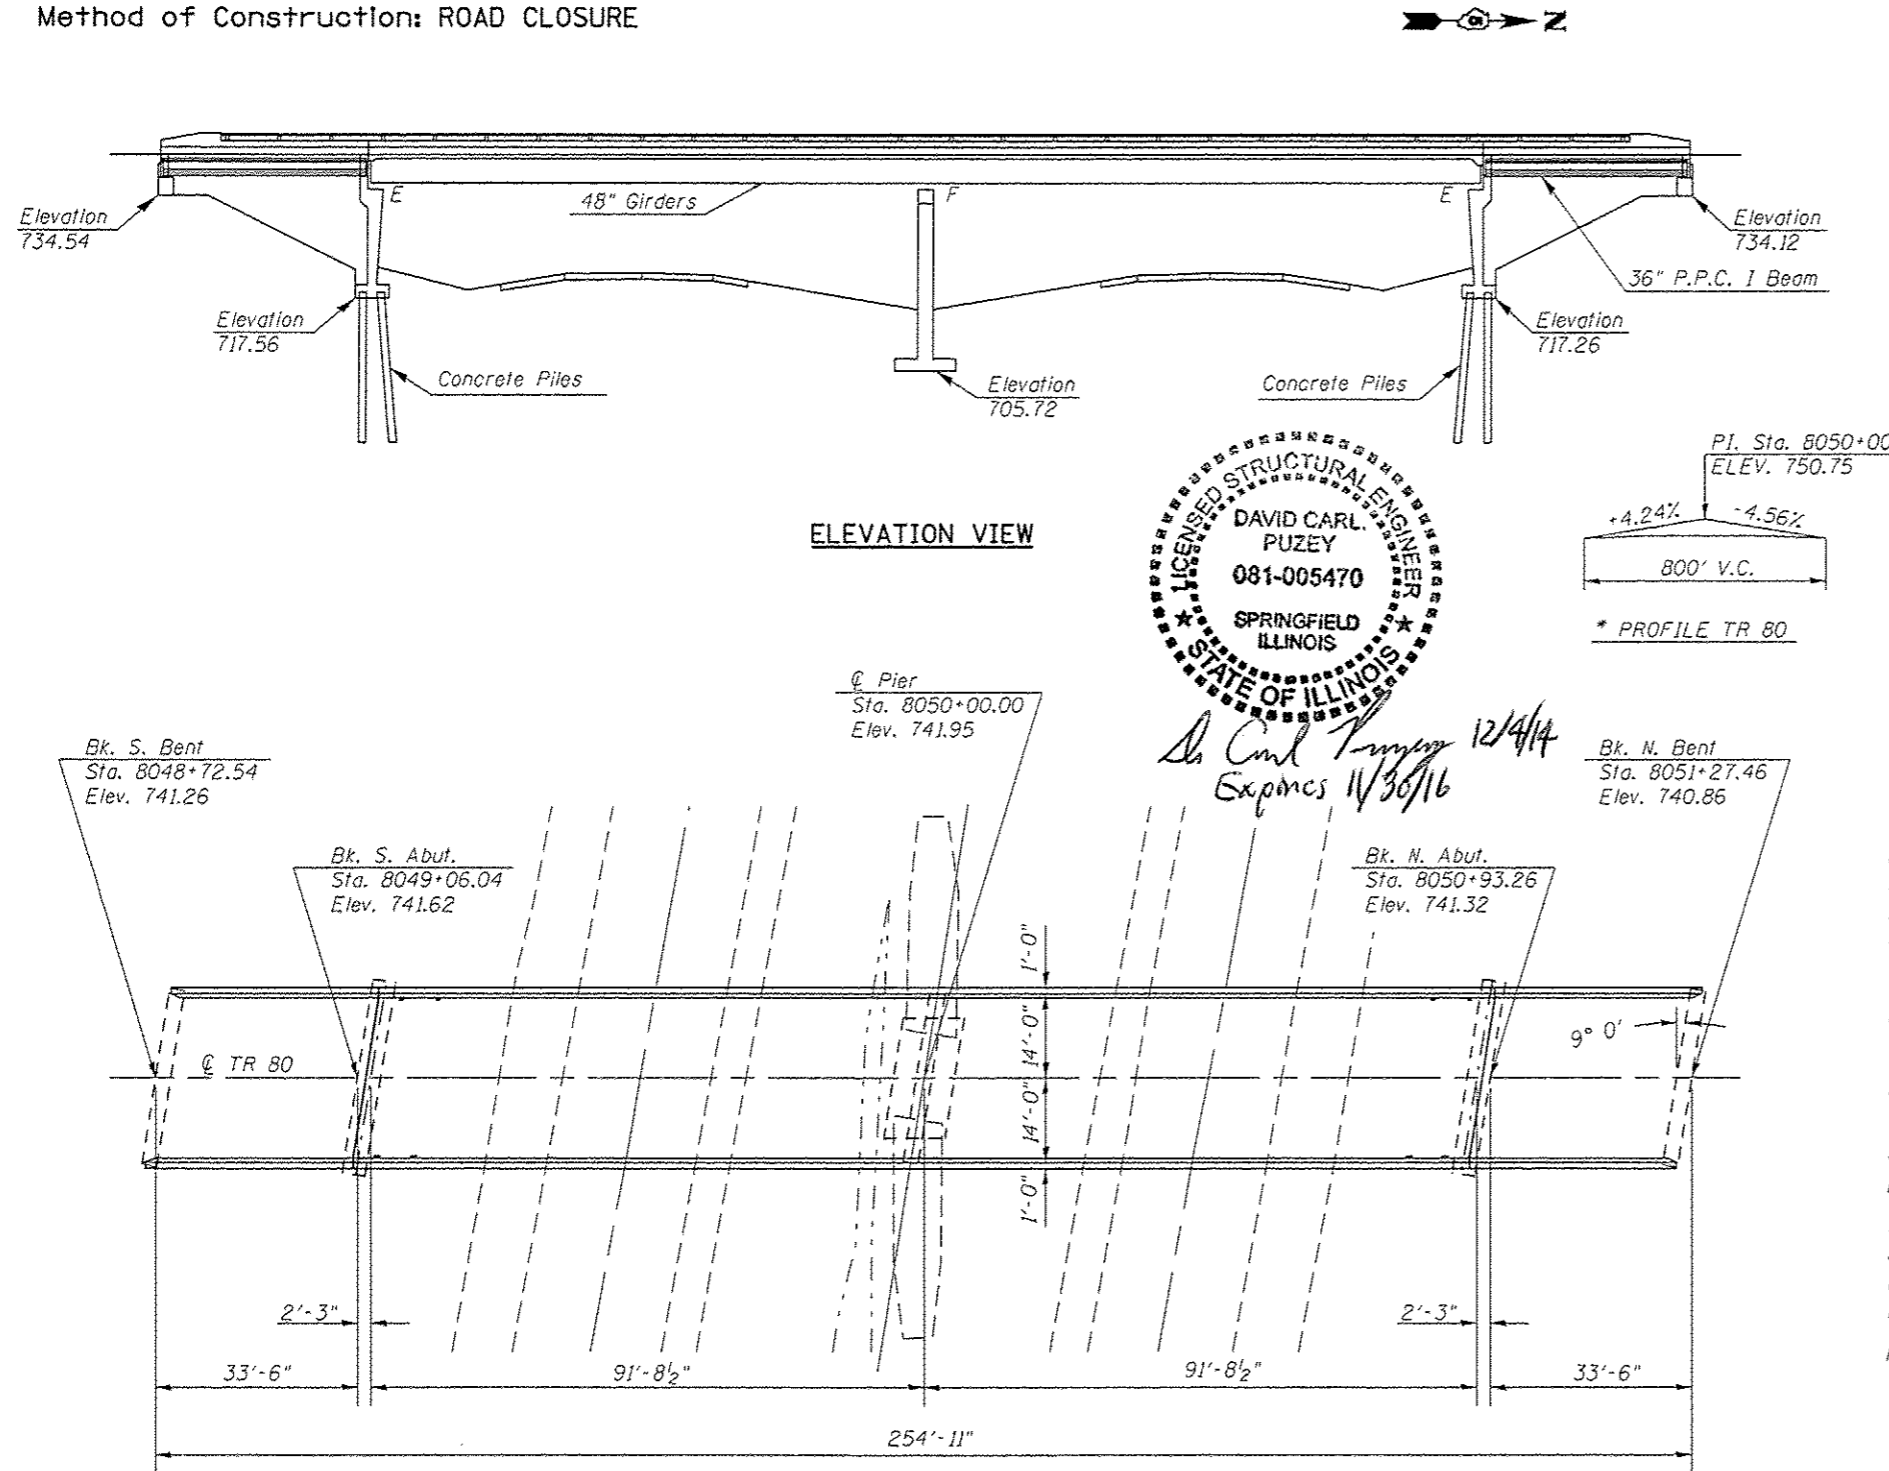 Method of Construction: ROAD CLOSURE
N
Elevation
734.54
E
48" Girders
F
E
Elevation
734.12
36" P.P.C. I Beam
Elevation
717.56
Elevation
717.26
Concrete Piles
Elevation
705.72
Concrete Piles
PI. Sta. 8050+00
ELEV. 750.75
+4.24% -4.56%
800' V.C.
* PROFILE TR 80
ELEVATION VIEW
LICENSED STRUCTURAL ENGINEER
DAVID CARL.
PUZEY
081-005470
SPRINGFIELD
ILLINOIS
★ STATE OF ILLINOIS ★
12/4/14
Expires 11/30/16
℄ Pier
Sta. 8050+00.00
Elev. 741.95
Bk. S. Bent
Sta. 8048+72.54
Elev. 741.26
Bk. N. Bent
Sta. 8051+27.46
Elev. 740.86
Bk. S. Abut.
Sta. 8049+06.04
Elev. 741.62
Bk. N. Abut.
Sta. 8050+93.26
Elev. 741.32
1'-0"
14'-0"
14'-0"
1'-0"
9° 0'
℄ TR 80
2'-3"
2'-3"
33'-6"
91'-8½"
91'-8½"
33'-6"
254'-11"